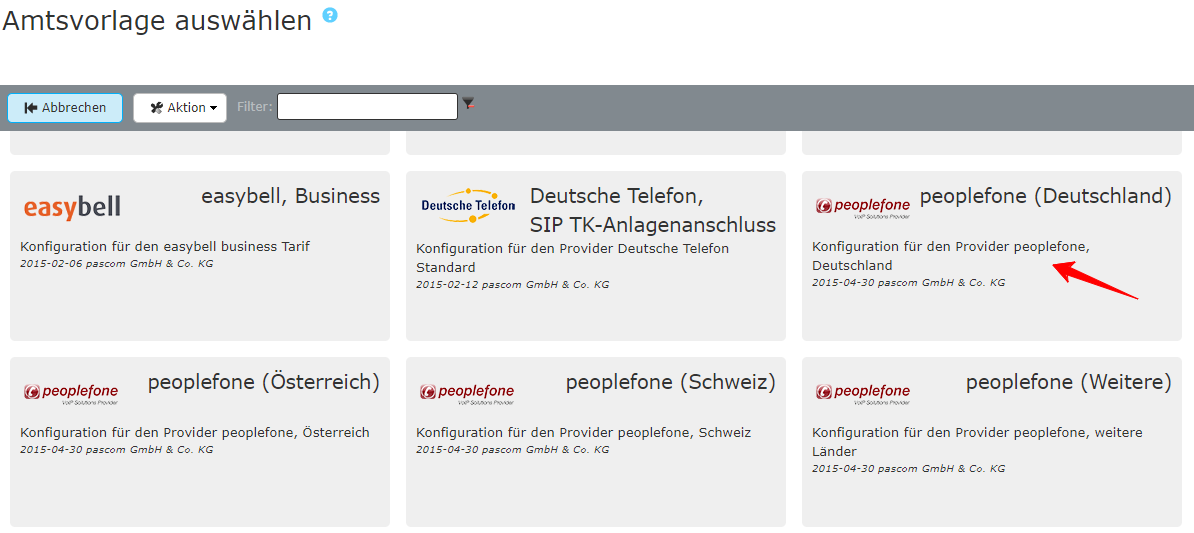 Amtsvorlage auswählen ?
Abbrechen Aktion Filter:
easybell easybell, Business
Konfiguration für den easybell business Tarif
2015-02-06 pascom GmbH & Co. KG
Deutsche Telefon Deutsche Telefon,
SIP TK-Anlagenanschluss
Konfiguration für den Provider Deutsche Telefon
Standard
2015-02-12 pascom GmbH & Co. KG
peoplefone peoplefone (Deutschland)
VoIP Solutions Provider
Konfiguration für den Provider peoplefone,
Deutschland
2015-04-30 pascom GmbH & Co. KG
peoplefone peoplefone (Österreich)
VoIP Solutions Provider
Konfiguration für den Provider peoplefone, Österreich
2015-04-30 pascom GmbH & Co. KG
peoplefone peoplefone (Schweiz)
VoIP Solutions Provider
Konfiguration für den Provider peoplefone, Schweiz
2015-04-30 pascom GmbH & Co. KG
peoplefone peoplefone (Weitere)
VoIP Solutions Provider
Konfiguration für den Provider peoplefone, weitere
Länder
2015-04-30 pascom GmbH & Co. KG